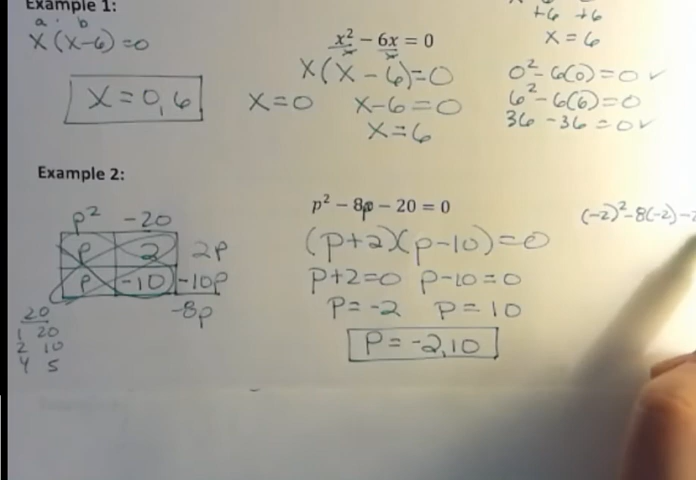 Example 1:
a · b
x(x-6)=0
x = 0,6
x² − 6x = 0
x x
x(x-6)=0
x=0 x-6=0
x=6
+6 +6
x=6
0²-6(0)=0 ✓
6²-6(6)=0
36-36=0 ✓
Example 2:
p² -20
p 2 2p
p -10 -10p
-8p
20
1 20
2 10
4 5
p² − 8p − 20 = 0
(p+2)(p-10)=0
p+2=0 p-10=0
p=-2 p=10
p=-2,10
(-2)²-8(-2)-2